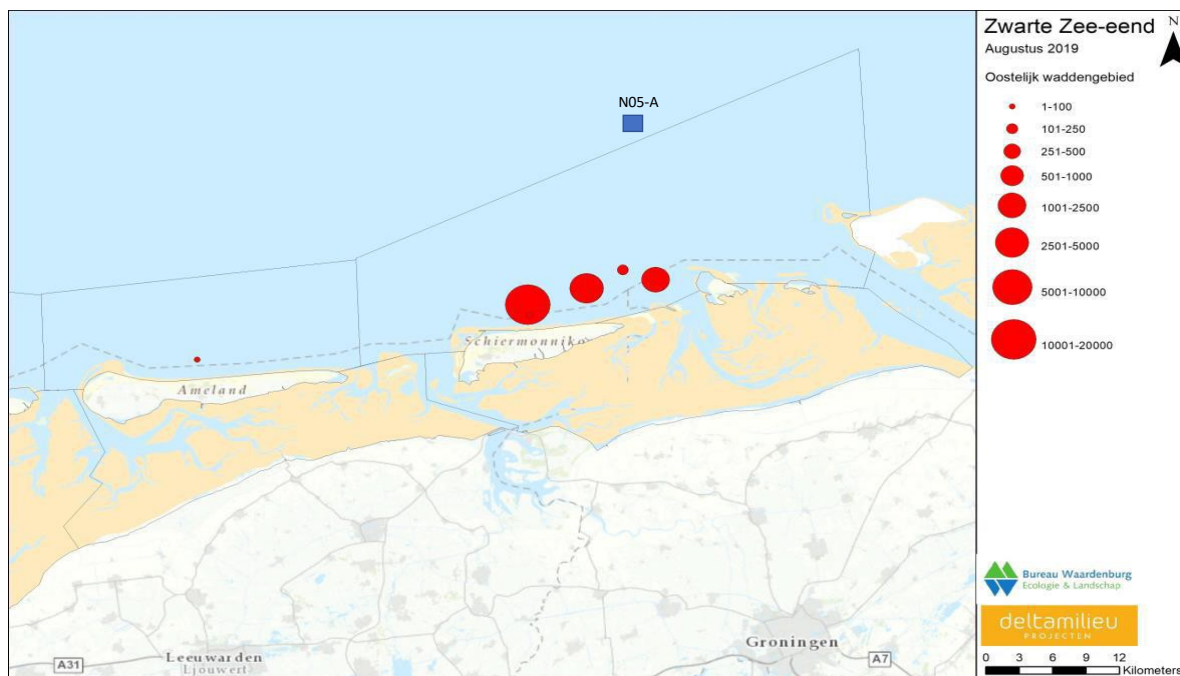 Zwarte Zee-eend
Augustus 2019
N
Oostelijk waddengebied
1-100
101-250
251-500
501-1000
1001-2500
2501-5000
5001-10000
10001-20000
N05-A
Schiermonniko
Ameland
Leeuwarden
Ljouwert
Groningen
A31
A7
Bureau Waardenburg
Ecologie & Landschap
deltamilieu
PROJECTEN
0 3 6 9 12
Kilometers